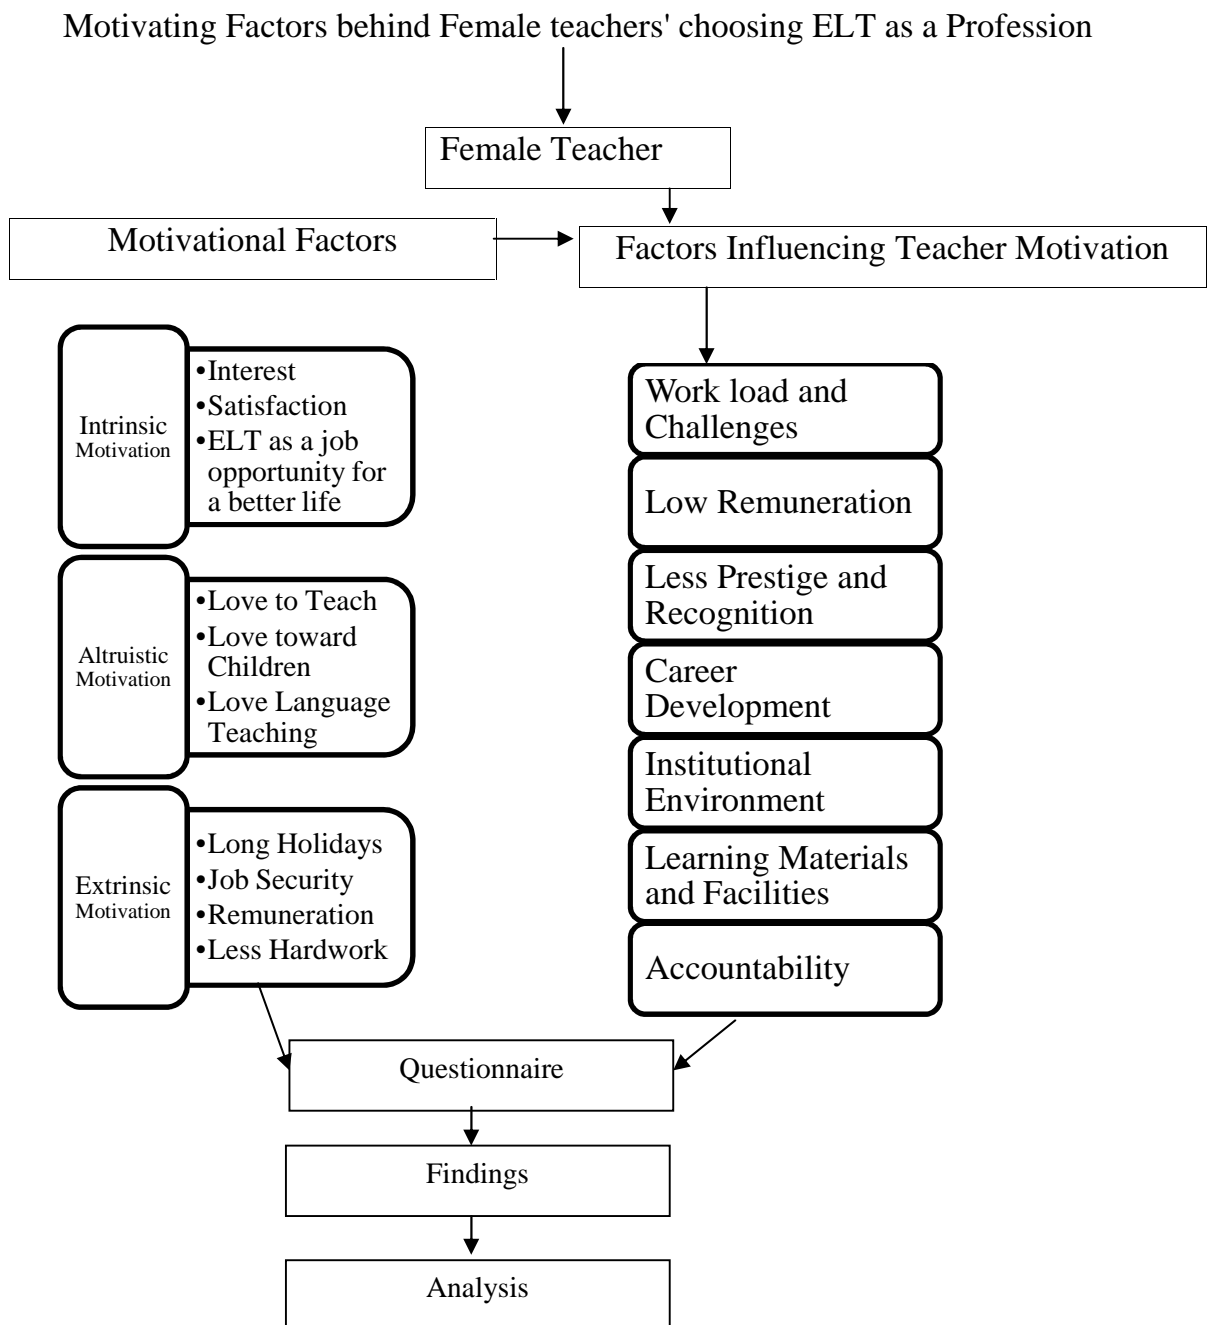 Motivating Factors behind Female teachers' choosing ELT as a Profession
Female Teacher
Motivational Factors
Factors Influencing Teacher Motivation
Intrinsic
Motivation
•Interest
•Satisfaction
•ELT as a job
opportunity for
a better life
Altruistic
Motivation
•Love to Teach
•Love toward
Children
•Love Language
Teaching
Extrinsic
Motivation
•Long Holidays
•Job Security
•Remuneration
•Less Hardwork
Work load and
Challenges
Low Remuneration
Less Prestige and
Recognition
Career
Development
Institutional
Environment
Learning Materials
and Facilities
Accountability
Questionnaire
Findings
Analysis